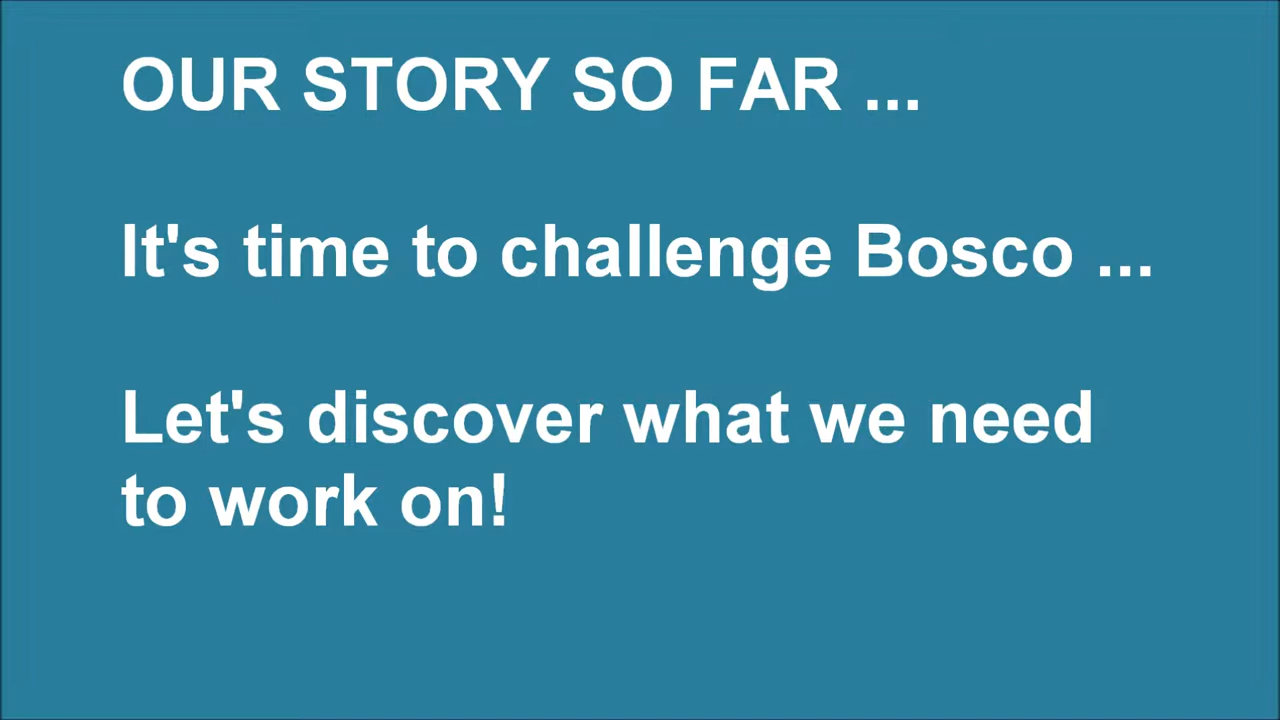 OUR STORY SO FAR ...
It's time to challenge Bosco ...
Let's discover what we need
to work on!